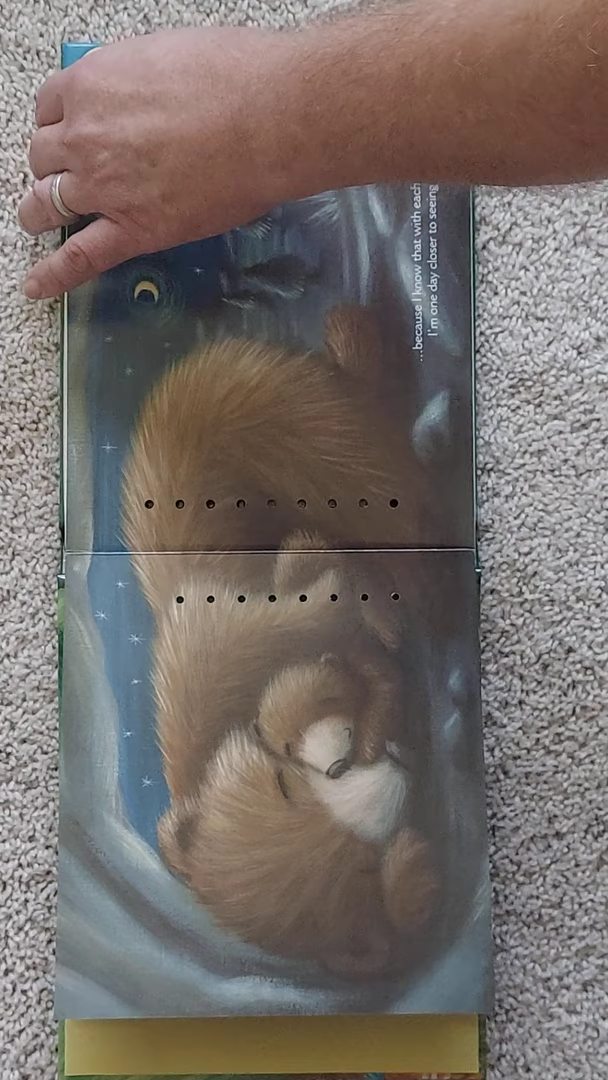 ...because I know that with each
I'm one day closer to seeing